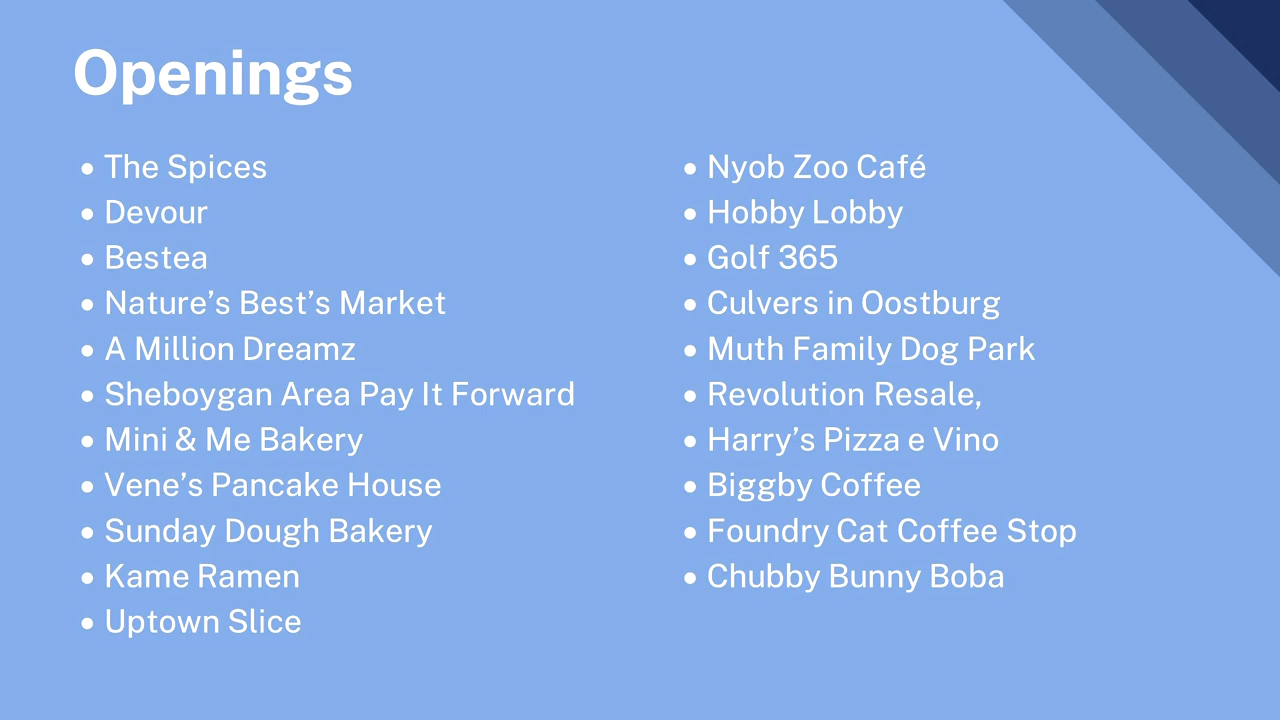 Openings
• The Spices
• Devour
• Bestea
• Nature’s Best’s Market
• A Million Dreamz
• Sheboygan Area Pay It Forward
• Mini & Me Bakery
• Vene’s Pancake House
• Sunday Dough Bakery
• Kame Ramen
• Uptown Slice
• Nyob Zoo Café
• Hobby Lobby
• Golf 365
• Culvers in Oostburg
• Muth Family Dog Park
• Revolution Resale,
• Harry’s Pizza e Vino
• Biggby Coffee
• Foundry Cat Coffee Stop
• Chubby Bunny Boba